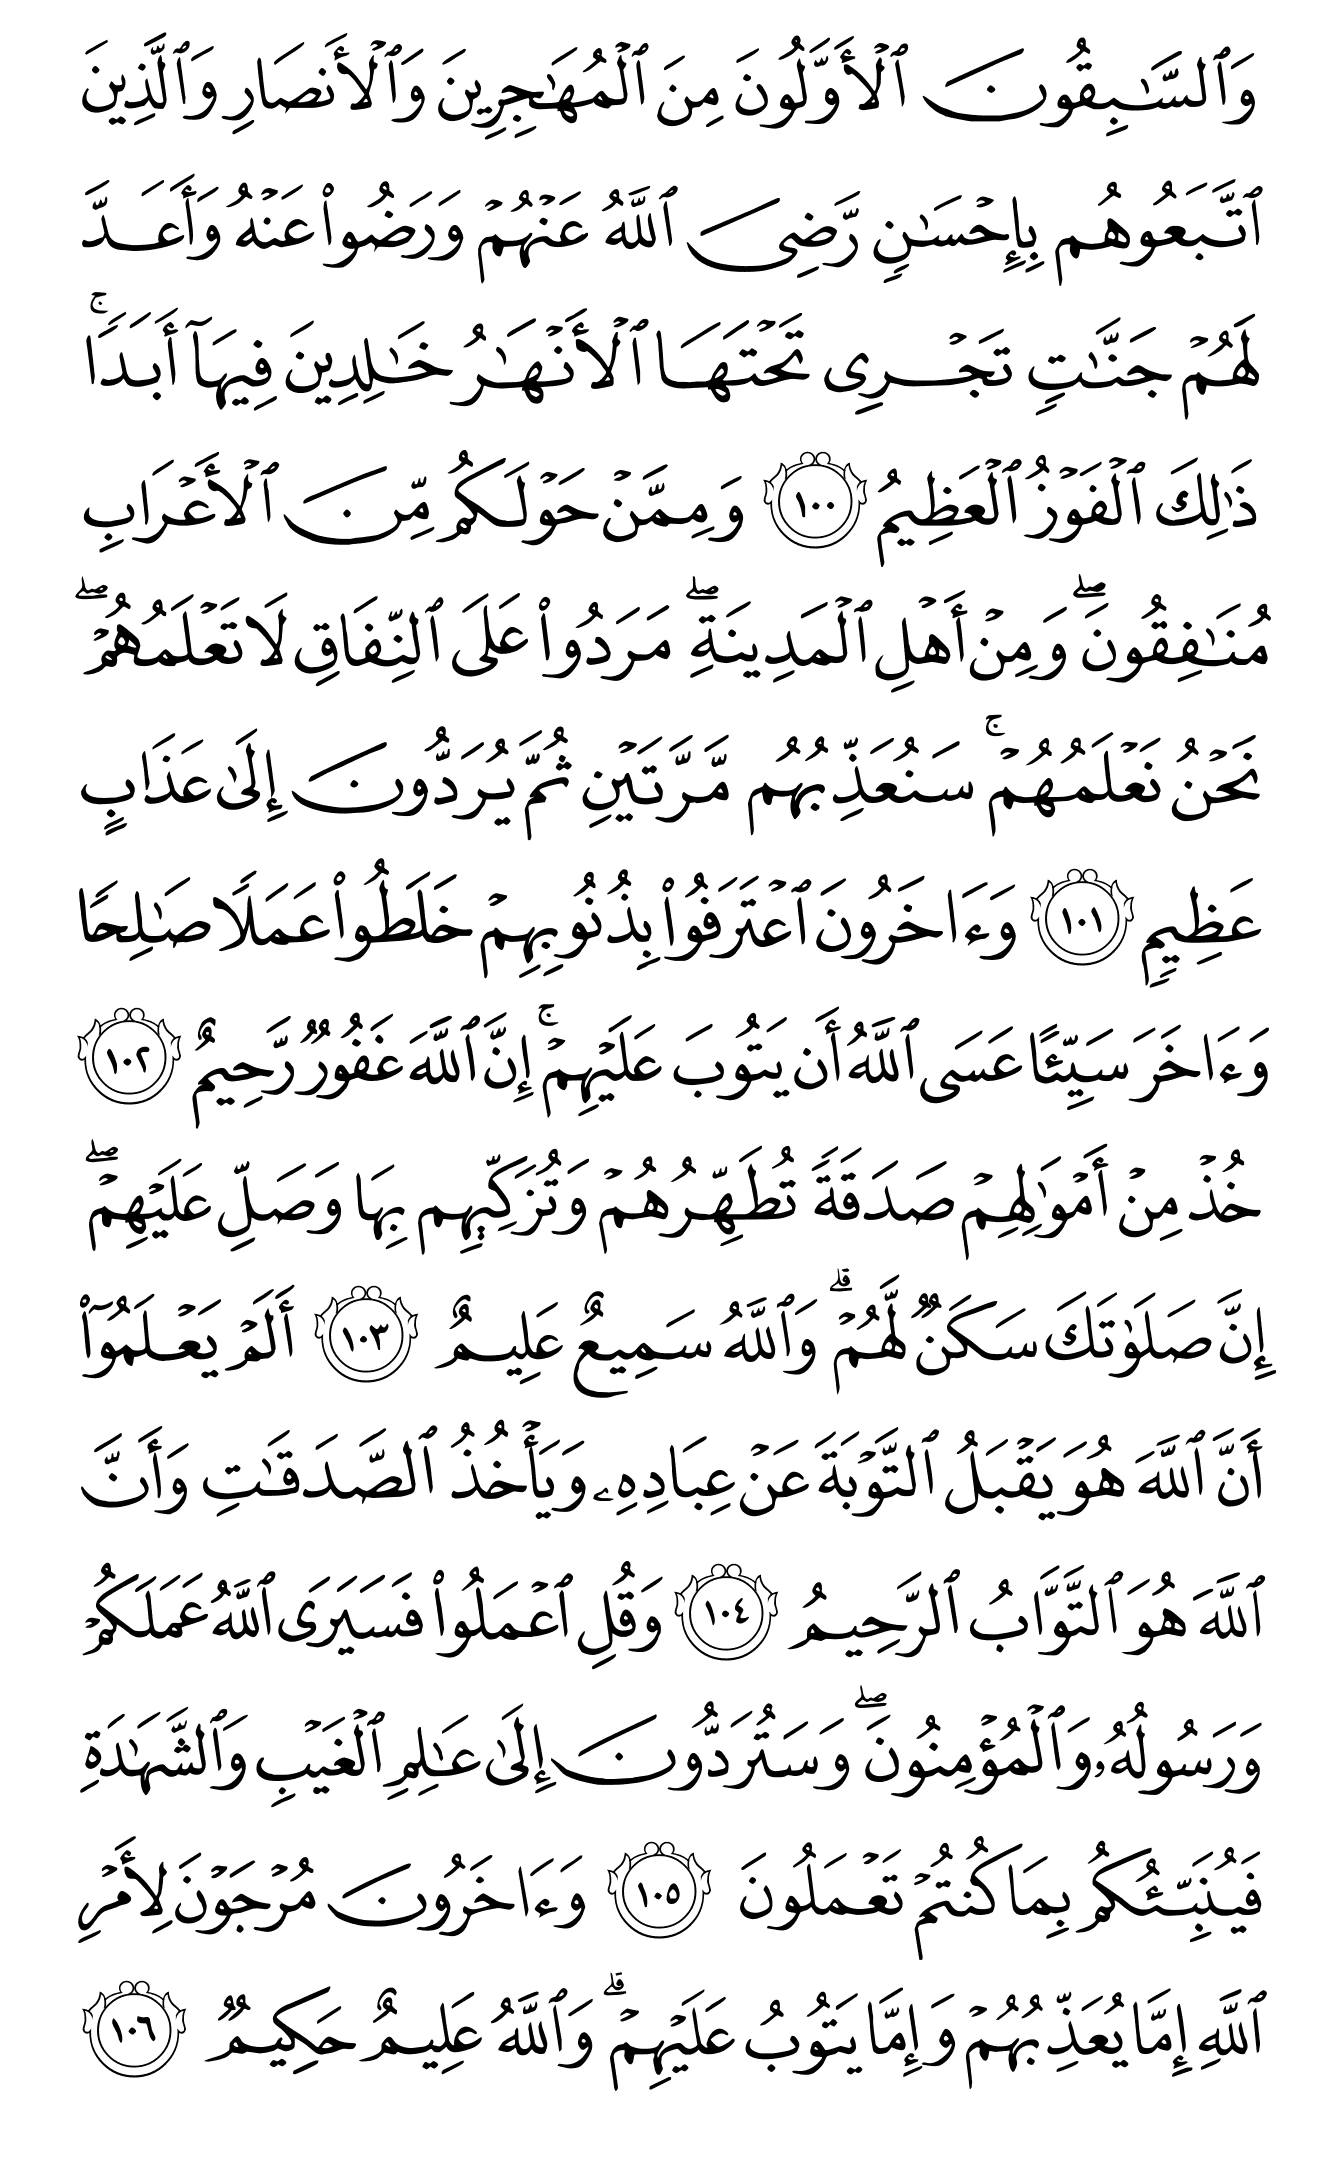 وَٱلسَّـٰبِقُونَ ٱلۡأَوَّلُونَ مِنَ ٱلۡمُهَـٰجِرِينَ وَٱلۡأَنصَارِ وَٱلَّذِينَ
ٱتَّبَعُوهُم بِإِحۡسَـٰنٍ رَّضِىَ ٱللَّهُ عَنۡهُمۡ وَرَضُوا۟ عَنۡهُ وَأَعَدَّ
لَهُمۡ جَنَّـٰتٍ تَجۡرِى تَحۡتَهَا ٱلۡأَنۡهَـٰرُ خَـٰلِدِينَ فِيهَآ أَبَدًاۚ
ذَٰلِكَ ٱلۡفَوۡزُ ٱلۡعَظِيمُ ١٠٠ وَمِمَّنۡ حَوۡلَكُم مِّنَ ٱلۡأَعۡرَابِ
مُنَـٰفِقُونَۖ وَمِنۡ أَهۡلِ ٱلۡمَدِينَةِۖ مَرَدُوا۟ عَلَى ٱلنِّفَاقِ لَا تَعۡلَمُهُمۡۖ
نَحۡنُ نَعۡلَمُهُمۡۚ سَنُعَذِّبُهُم مَّرَّتَيۡنِ ثُمَّ يُرَدُّونَ إِلَىٰ عَذَابٍ
عَظِيمٍ ١٠١ وَءَاخَرُونَ ٱعۡتَرَفُوا۟ بِذُنُوبِهِمۡ خَلَطُوا۟ عَمَلًا صَـٰلِحًا
وَءَاخَرَ سَيِّئًا عَسَى ٱللَّهُ أَن يَتُوبَ عَلَيۡهِمۡۚ إِنَّ ٱللَّهَ غَفُورٌ رَّحِيمٌ ١٠٢
خُذۡ مِنۡ أَمۡوَٰلِهِمۡ صَدَقَةً تُطَهِّرُهُمۡ وَتُزَكِّيهِم بِهَا وَصَلِّ عَلَيۡهِمۡۖ
إِنَّ صَلَوٰتَكَ سَكَنٌ لَّهُمۡۗ وَٱللَّهُ سَمِيعٌ عَلِيمٌ ١٠٣ أَلَمۡ يَعۡلَمُوٓا۟
أَنَّ ٱللَّهَ هُوَ يَقۡبَلُ ٱلتَّوۡبَةَ عَنۡ عِبَادِهِۦ وَيَأۡخُذُ ٱلصَّدَقَـٰتِ وَأَنَّ
ٱللَّهَ هُوَ ٱلتَّوَّابُ ٱلرَّحِيمُ ١٠٤ وَقُلِ ٱعۡمَلُوا۟ فَسَيَرَى ٱللَّهُ عَمَلَكُمۡ
وَرَسُولُهُۥ وَٱلۡمُؤۡمِنُونَۖ وَسَتُرَدُّونَ إِلَىٰ عَـٰلِمِ ٱلۡغَيۡبِ وَٱلشَّهَـٰدَةِ
فَيُنَبِّئُكُم بِمَا كُنتُمۡ تَعۡمَلُونَ ١٠٥ وَءَاخَرُونَ مُرۡجَوۡنَ لِأَمۡرِ
ٱللَّهِ إِمَّا يُعَذِّبُهُمۡ وَإِمَّا يَتُوبُ عَلَيۡهِمۡۗ وَٱللَّهُ عَلِيمٌ حَكِيمٌ ١٠٦